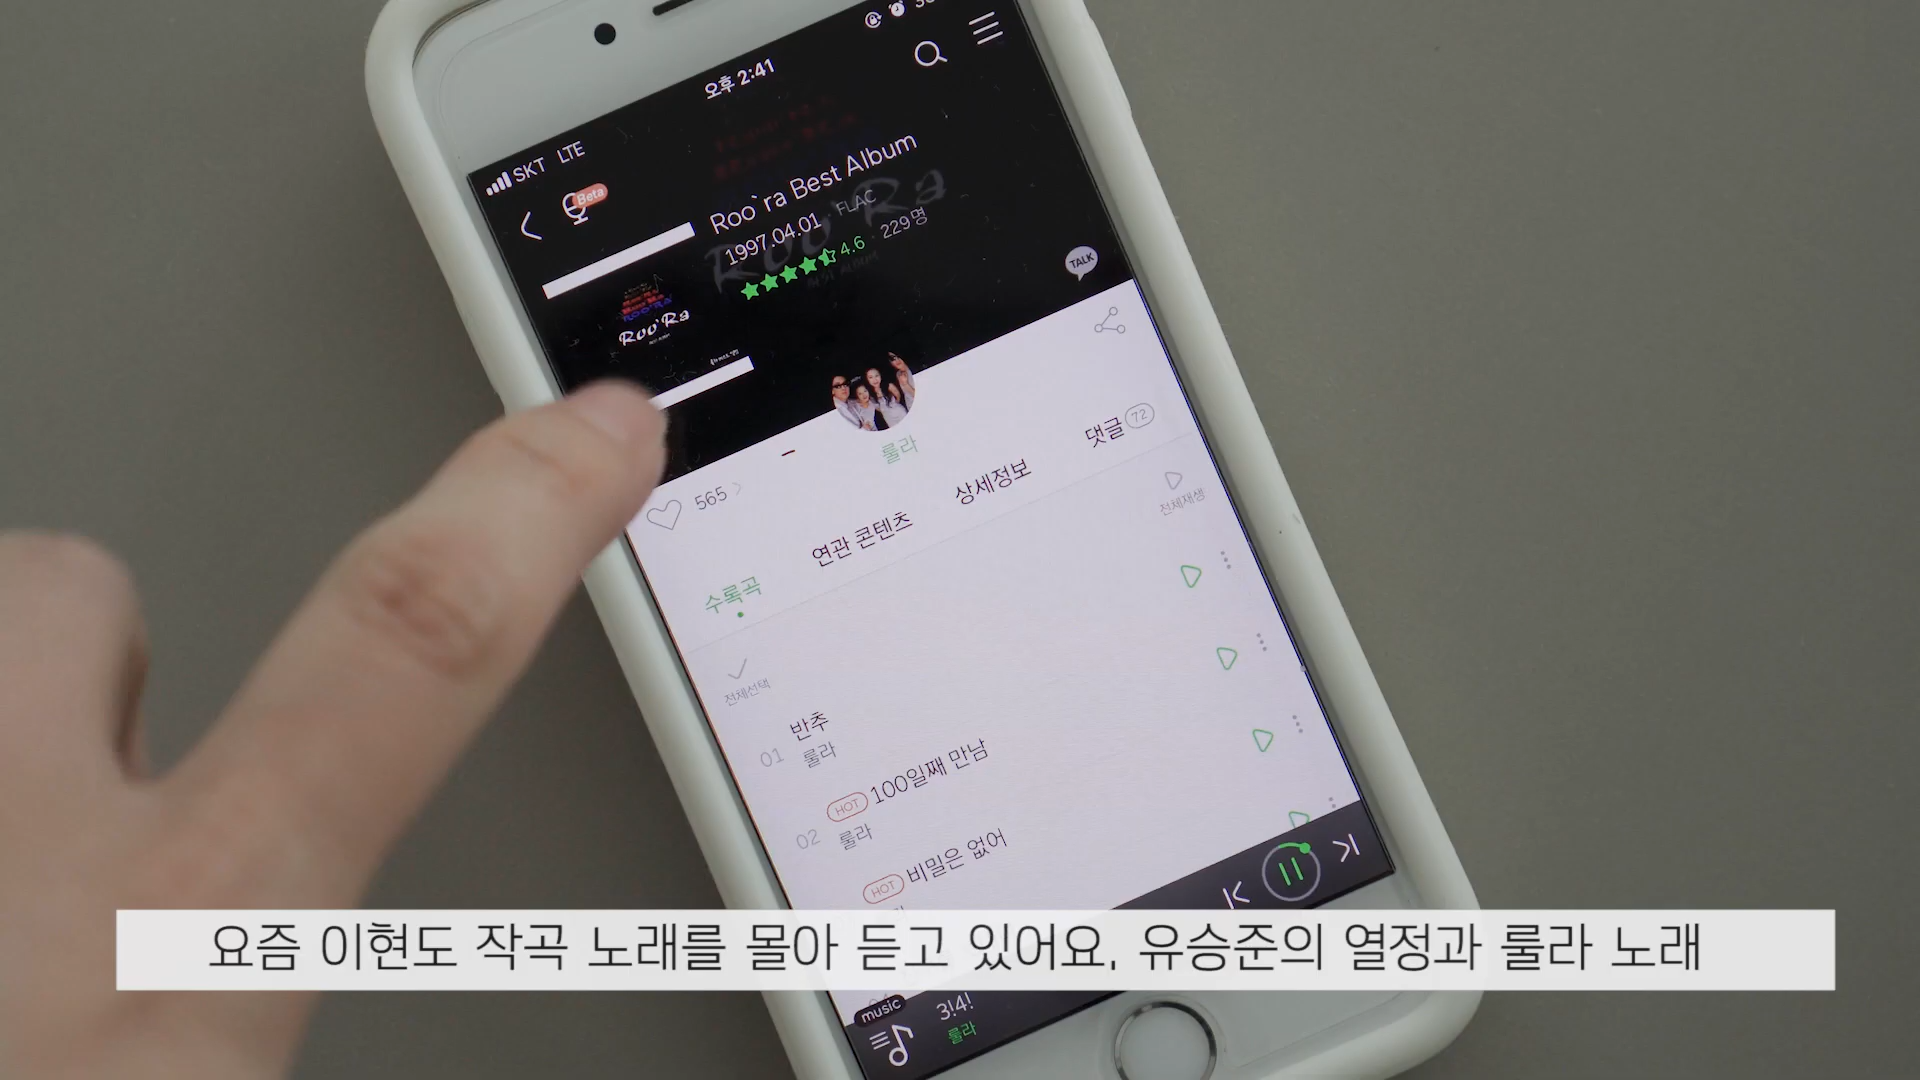 오후 2:41
SKT LTE
Beta
Roo`ra Best Album
1997.04.01 FLAC
4.6 229명
TALK
Roo'Ra
룰라
565
댓글 72
상세정보
연관 콘텐츠
수록곡
전체재생
전체선택
01 반추
룰라
02 HOT 100일째 만남
룰라
HOT 비밀은 없어
요즘 이현도 작곡 노래를 몰아 듣고 있어요. 유승준의 열정과 룰라 노래
music
3!4!
룰라